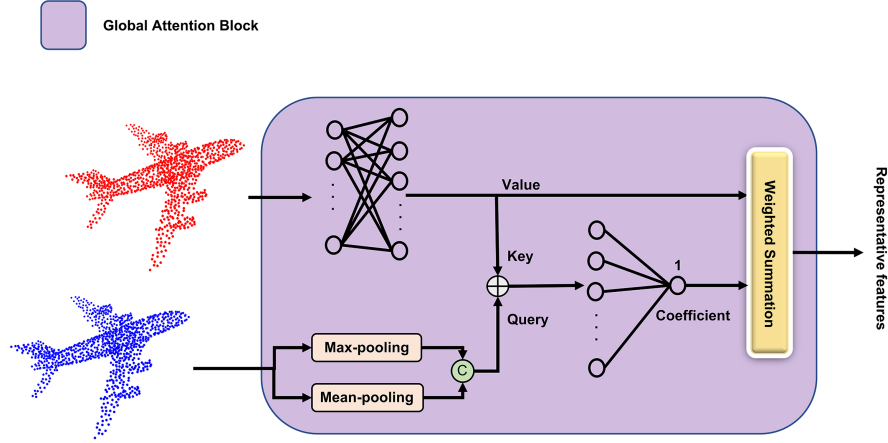 Global Attention Block
Value
Key
Query
1
Coefficient
Max-pooling
Mean-pooling
C
Weighted Summation
Representative features